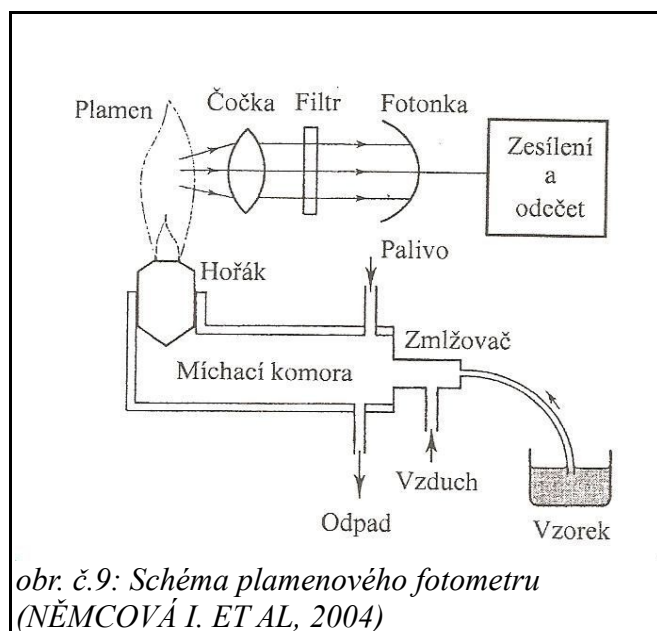 Plamen
Čočka
Filtr
Fotonka
Zesílení
a
odečet
Hořák
Palivo
Míchací komora
Zmlžovač
Vzduch
Odpad
Vzorek
obr. č.9: Schéma plamenového fotometru
(NĚMCOVÁ I. ET AL, 2004)